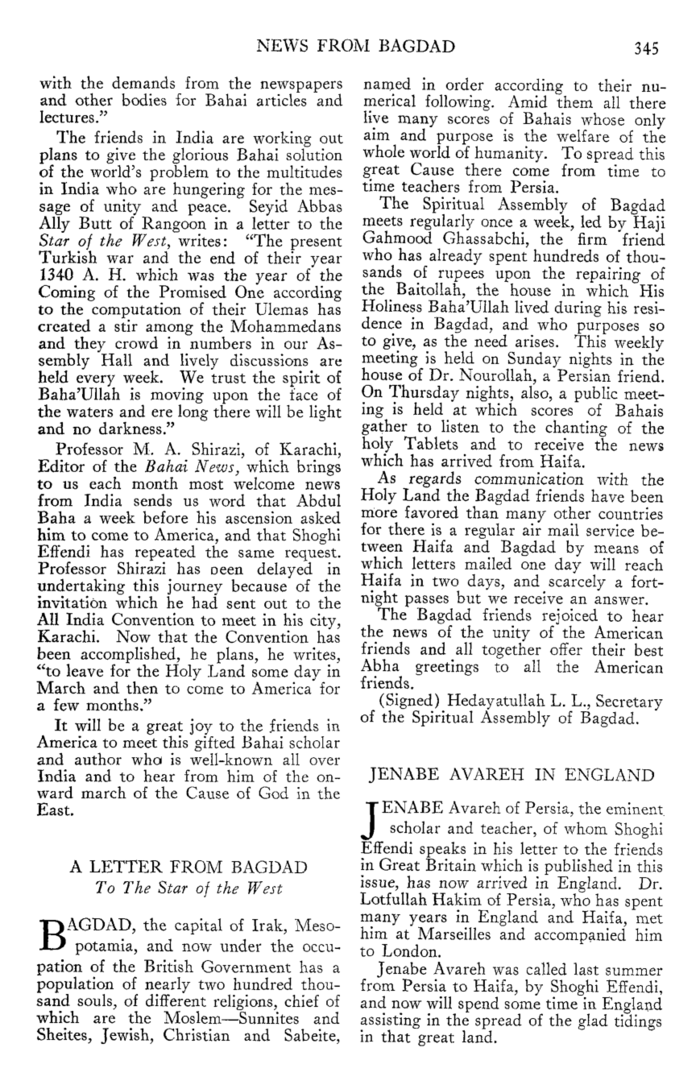 NEWS FROM BAGDAD 345
with the demands from the newspapers
and other bodies for Bahai articles and
lectures.”
The friends in India are working out
plans to give the glorious Bahai solution
of the world’s problem to the multitudes
in India who are hungering for the mes-
sage of unity and peace. Seyid Abbas
Ally Butt of Rangoon in a letter to the
Star of the West, writes: “The present
Turkish war and the end of their year
1340 A. H. which was the year of the
Coming of the Promised One according
to the computation of their Ulemas has
created a stir among the Mohammedans
and they crowd in numbers in our As-
sembly Hall and lively discussions are
held every week. We trust the spirit of
Baha’Ullah is moving upon the face of
the waters and ere long there will be light
and no darkness.”
Professor M. A. Shirazi, of Karachi,
Editor of the Bahai News, which brings
to us each month most welcome news
from India sends us word that Abdul
Baha a week before his ascension asked
him to come to America, and that Shoghi
Effendi has repeated the same request.
Professor Shirazi has oeen delayed in
undertaking this journey because of the
invitation which he had sent out to the
All India Convention to meet in his city,
Karachi. Now that the Convention has
been accomplished, he plans, he writes,
“to leave for the Holy Land some day in
March and then to come to America for
a few months.”
It will be a great joy to the friends in
America to meet this gifted Bahai scholar
and author who is well-known all over
India and to hear from him of the on-
ward march of the Cause of God in the
East.
A LETTER FROM BAGDAD
To The Star of the West
BAGDAD, the capital of Irak, Meso-
potamia, and now under the occu-
pation of the British Government has a
population of nearly two hundred thou-
sand souls, of different religions, chief of
which are the Moslem—Sunnites and
Sheites, Jewish, Christian and Sabeite,
named in order according to their nu-
merical following. Amid them all there
live many scores of Bahais whose only
aim and purpose is the welfare of the
whole world of humanity. To spread this
great Cause there come from time to
time teachers from Persia.
The Spiritual Assembly of Bagdad
meets regularly once a week, led by Haji
Gahmood Ghassabchi, the firm friend
who has already spent hundreds of thou-
sands of rupees upon the repairing of
the Baitollah, the house in which His
Holiness Baha’Ullah lived during his resi-
dence in Bagdad, and who purposes so
to give, as the need arises. This weekly
meeting is held on Sunday nights in the
house of Dr. Nourollah, a Persian friend.
On Thursday nights, also, a public meet-
ing is held at which scores of Bahais
gather to listen to the chanting of the
holy Tablets and to receive the news
which has arrived from Haifa.
As regards communication with the
Holy Land the Bagdad friends have been
more favored than many other countries
for there is a regular air mail service be-
tween Haifa and Bagdad by means of
which letters mailed one day will reach
Haifa in two days, and scarcely a fort-
night passes but we receive an answer.
The Bagdad friends rejoiced to hear
the news of the unity of the American
friends and all together offer their best
Abha greetings to all the American
friends.
(Signed) Hedayatullah L. L., Secretary
of the Spiritual Assembly of Bagdad.
JENABE AVAREH IN ENGLAND
JENABE Avareh of Persia, the eminent
scholar and teacher, of whom Shoghi
Effendi speaks in his letter to the friends
in Great Britain which is published in this
issue, has now arrived in England. Dr.
Lotfullah Hakim of Persia, who has spent
many years in England and Haifa, met
him at Marseilles and accompanied him
to London.
Jenabe Avareh was called last summer
from Persia to Haifa, by Shoghi Effendi,
and now will spend some time in England
assisting in the spread of the glad tidings
in that great land.